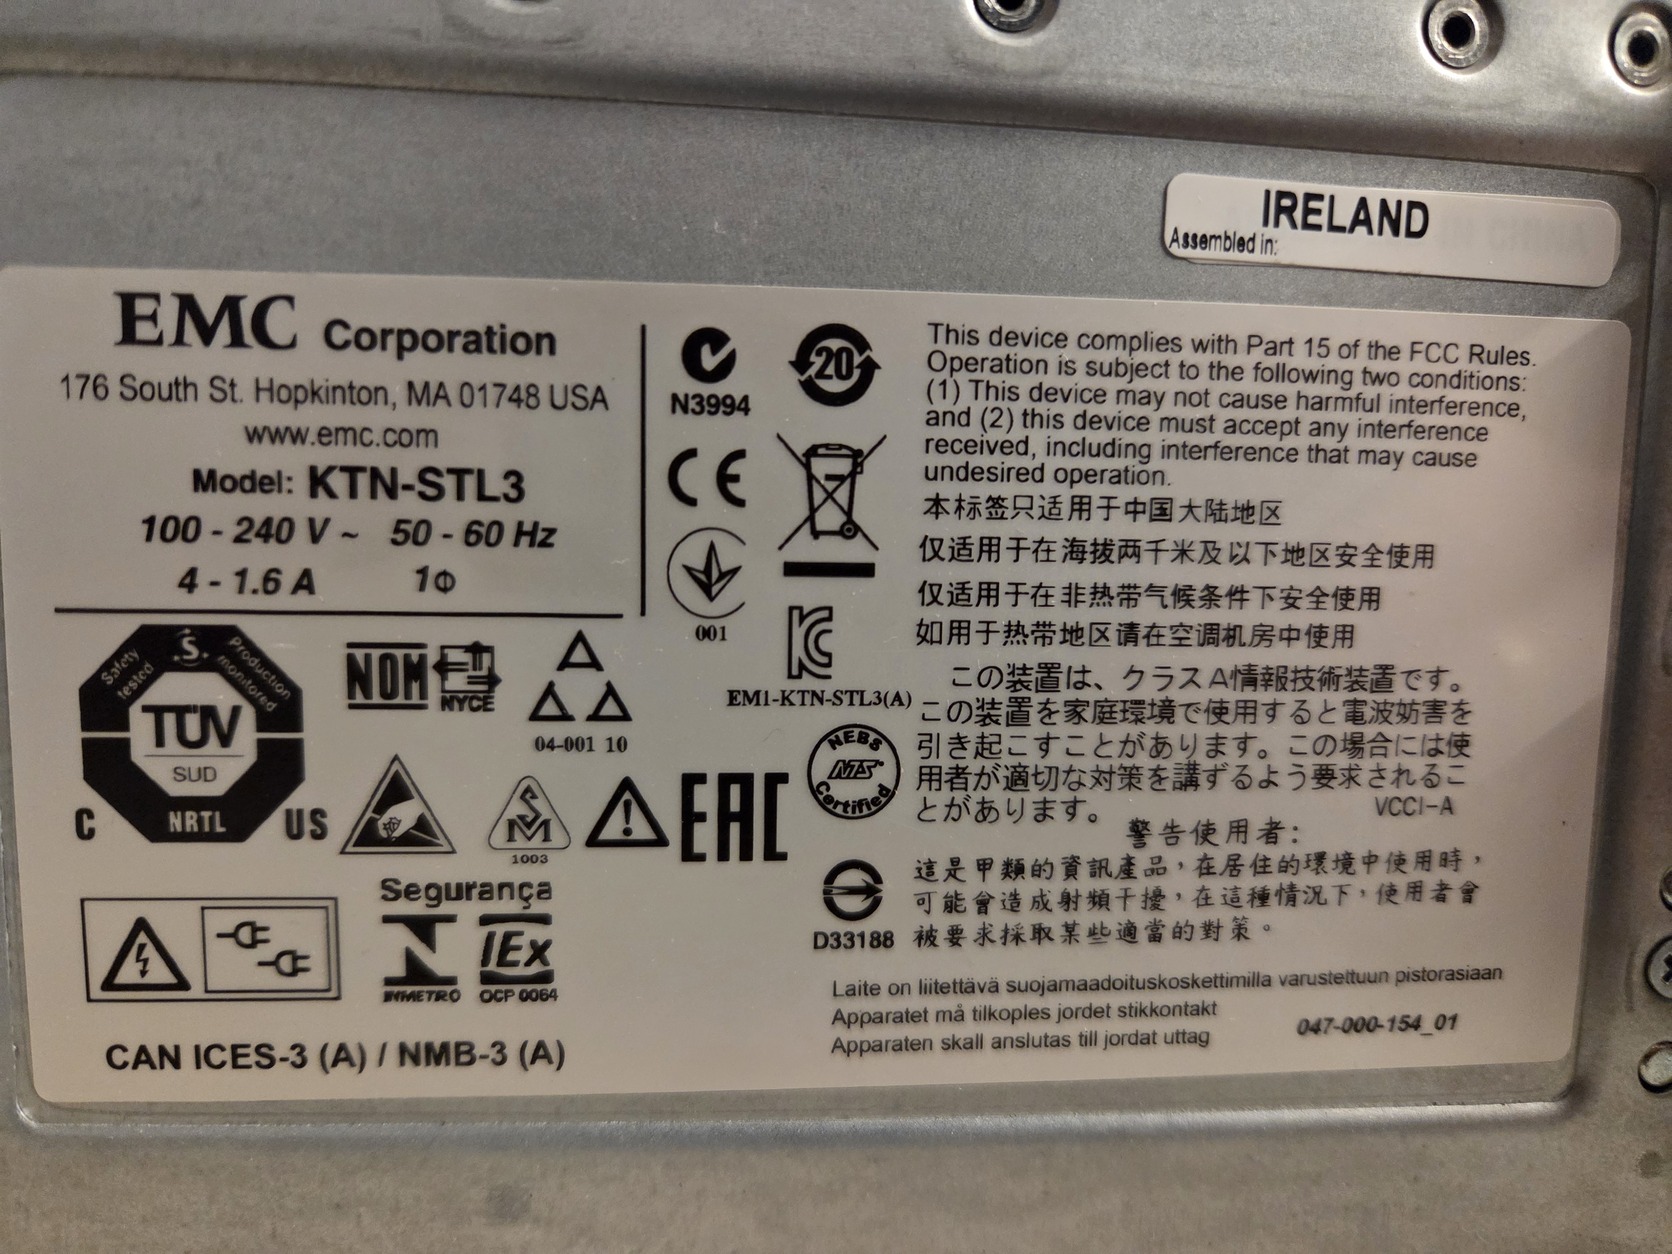 IRELAND
Assembled in:
EMC Corporation
176 South St. Hopkinton, MA 01748 USA
www.emc.com
Model: KTN-STL3
100 - 240 V ~ 50 - 60 Hz
4 - 1.6 A 1Φ
N3994
20
CE
001
EM1-KTN-STL3(A)
Safety tested
S
Production monitored
TÜV
SUD
NRTL
C US
NOM
NYCE
04-001 10
S
M
1003
EAC
NEBS
NTS
Certified
D33188
Segurança
INMETRO
IEx
OCP 0064
CAN ICES-3 (A) / NMB-3 (A)
This device complies with Part 15 of the FCC Rules.
Operation is subject to the following two conditions:
(1) This device may not cause harmful interference,
and (2) this device must accept any interference
received, including interference that may cause
undesired operation.
本标签只适用于中国大陆地区
仅适用于在海拔两千米及以下地区安全使用
仅适用于在非热带气候条件下安全使用
如用于热带地区请在空调机房中使用
この装置は、クラスA情報技術装置です。
この装置を家庭環境で使用すると電波妨害を
引き起こすことがあります。この場合には使
用者が適切な対策を講ずるよう要求されるこ
とがあります。 VCCI-A
警告使用者:
這是甲類的資訊產品，在居住的環境中使用時，
可能會造成射頻干擾，在這種情況下，使用者會
被要求採取某些適當的對策。
Laite on liitettävä suojamaadoituskoskettimilla varustettuun pistorasiaan
Apparatet må tilkoples jordet stikkontakt
Apparaten skall anslutas till jordat uttag
047-000-154_01